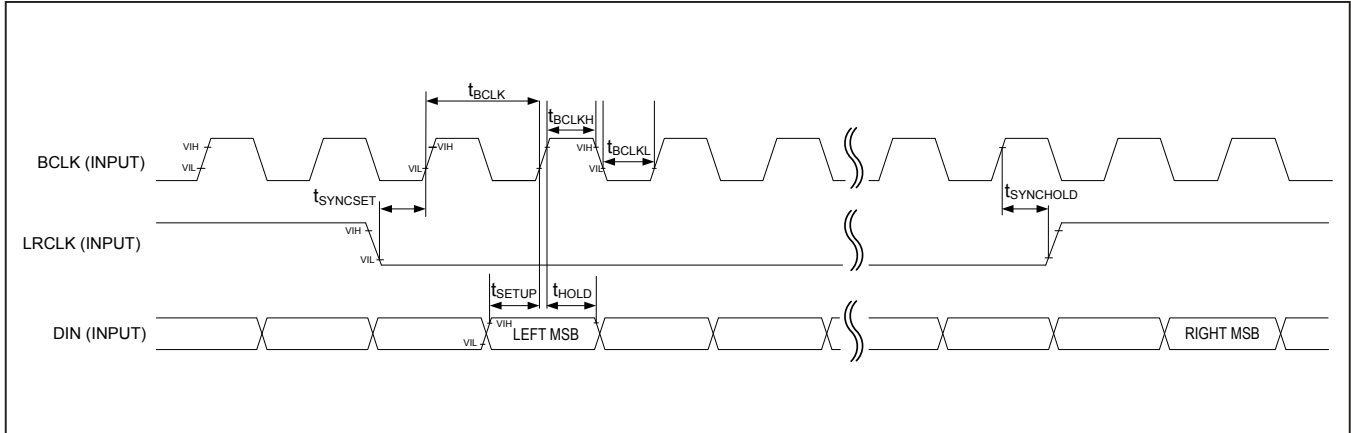 tBCLK
tBCLKH
tBCLKL
BCLK (INPUT)
VIH
VIL
VIH
VIL
VIH
VIL
tSYNCSET
tSYNCHOLD
LRCLK (INPUT)
VIH
VIL
tSETUP
tHOLD
DIN (INPUT)
VIH
VIL
LEFT MSB
RIGHT MSB